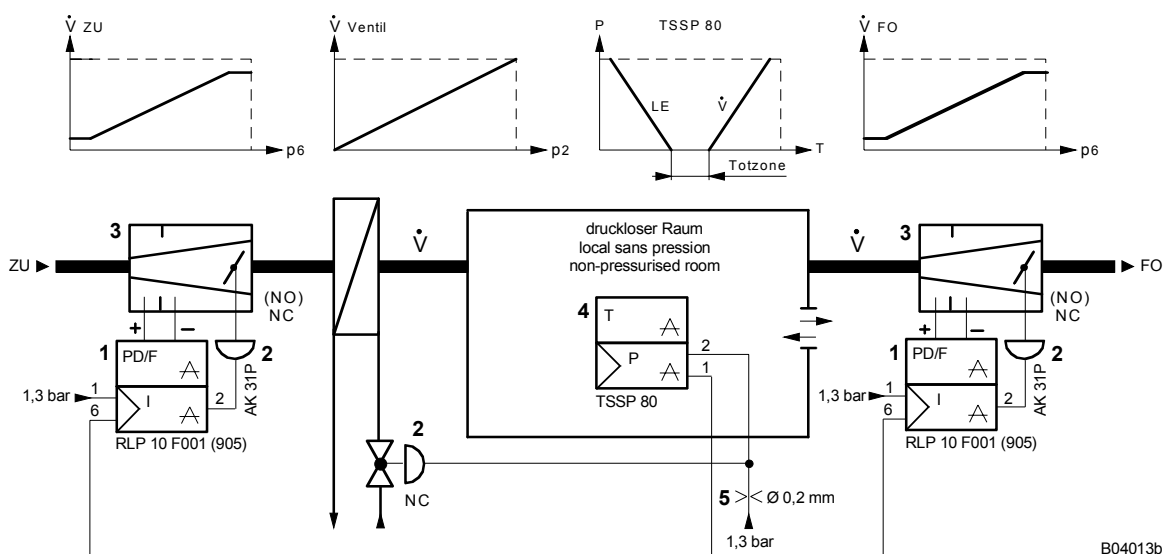 V̇ ZU
p6
V̇ Ventil
p2
P
TSSP 80
LE
V̇
T
Totzone
V̇ FO
p6
ZU
3
(NO)
NC
+
–
1
PD/F
2
1,3 bar
1
6
I
2
AK 31P
RLP 10 F001 (905)
V̇
druckloser Raum
local sans pression
non-pressurised room
4
T
P
2
1
TSSP 80
2
NC
5
Ø 0,2 mm
1,3 bar
V̇
3
FO
(NO)
NC
+
–
1
PD/F
2
1,3 bar
1
6
I
2
AK 31P
RLP 10 F001 (905)
B04013b